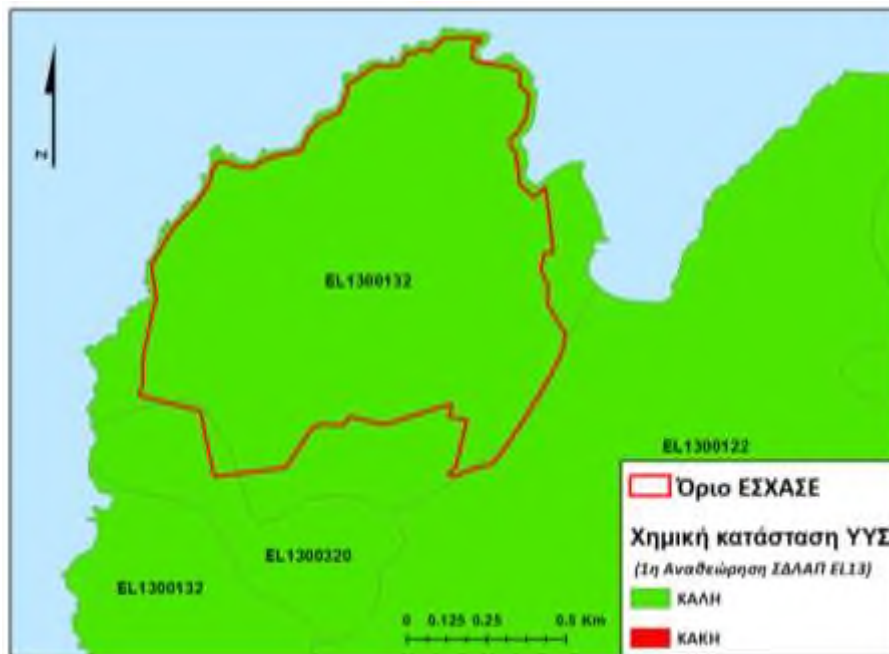 N
EL1300132
EL1300122
EL1300320
EL1300132
0 0.125 0.25 0.5 Km
Όριο ΕΣΧΑΣΕ
Χημική κατάσταση ΥΥΣ
(1η Αναθεώρηση ΣΔΛΑΠ EL13)
ΚΑΛΗ
ΚΑΚΗ